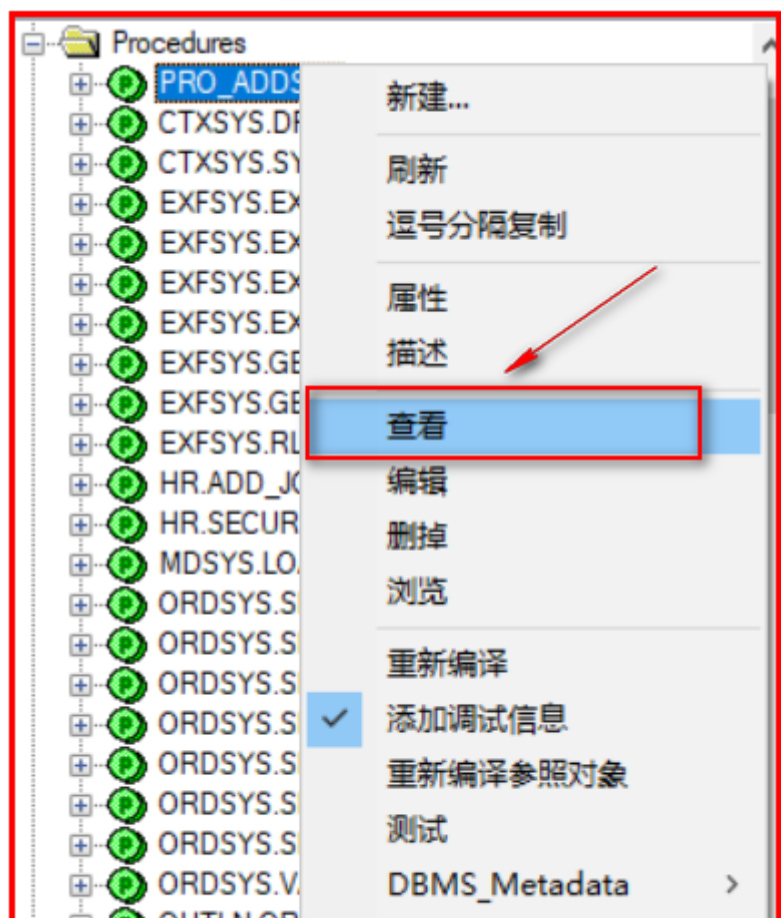 Procedures
PRO_ADDS
CTXSYS.DR
CTXSYS.SY
EXFSYS.EX
EXFSYS.EX
EXFSYS.EX
EXFSYS.EX
EXFSYS.GE
EXFSYS.GE
EXFSYS.RL
HR.ADD_JO
HR.SECUR
MDSYS.LO
ORDSYS.S
ORDSYS.S
ORDSYS.S
ORDSYS.S
ORDSYS.S
ORDSYS.S
ORDSYS.S
ORDSYS.V
新建...
刷新
逗号分隔复制
属性
描述
查看
编辑
删掉
浏览
重新编译
添加调试信息
重新编译参照对象
测试
DBMS_Metadata